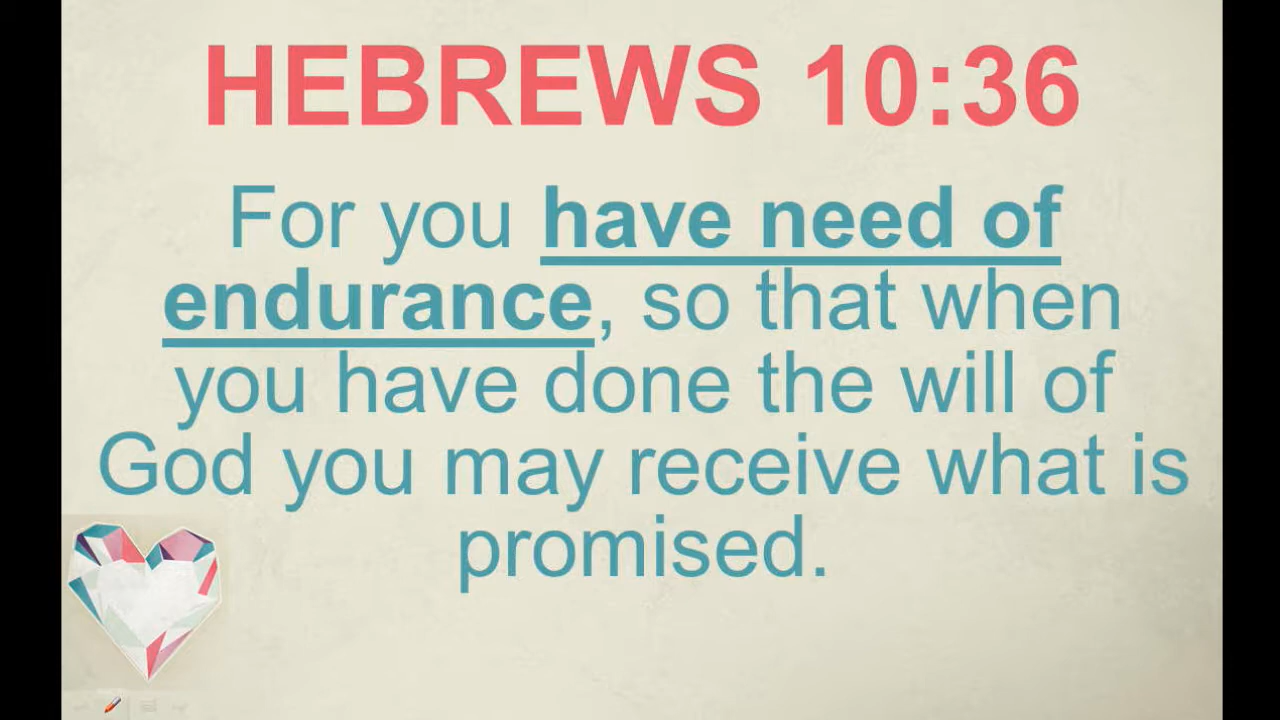 HEBREWS 10:36
For you have need of
endurance, so that when
you have done the will of
God you may receive what is
promised.